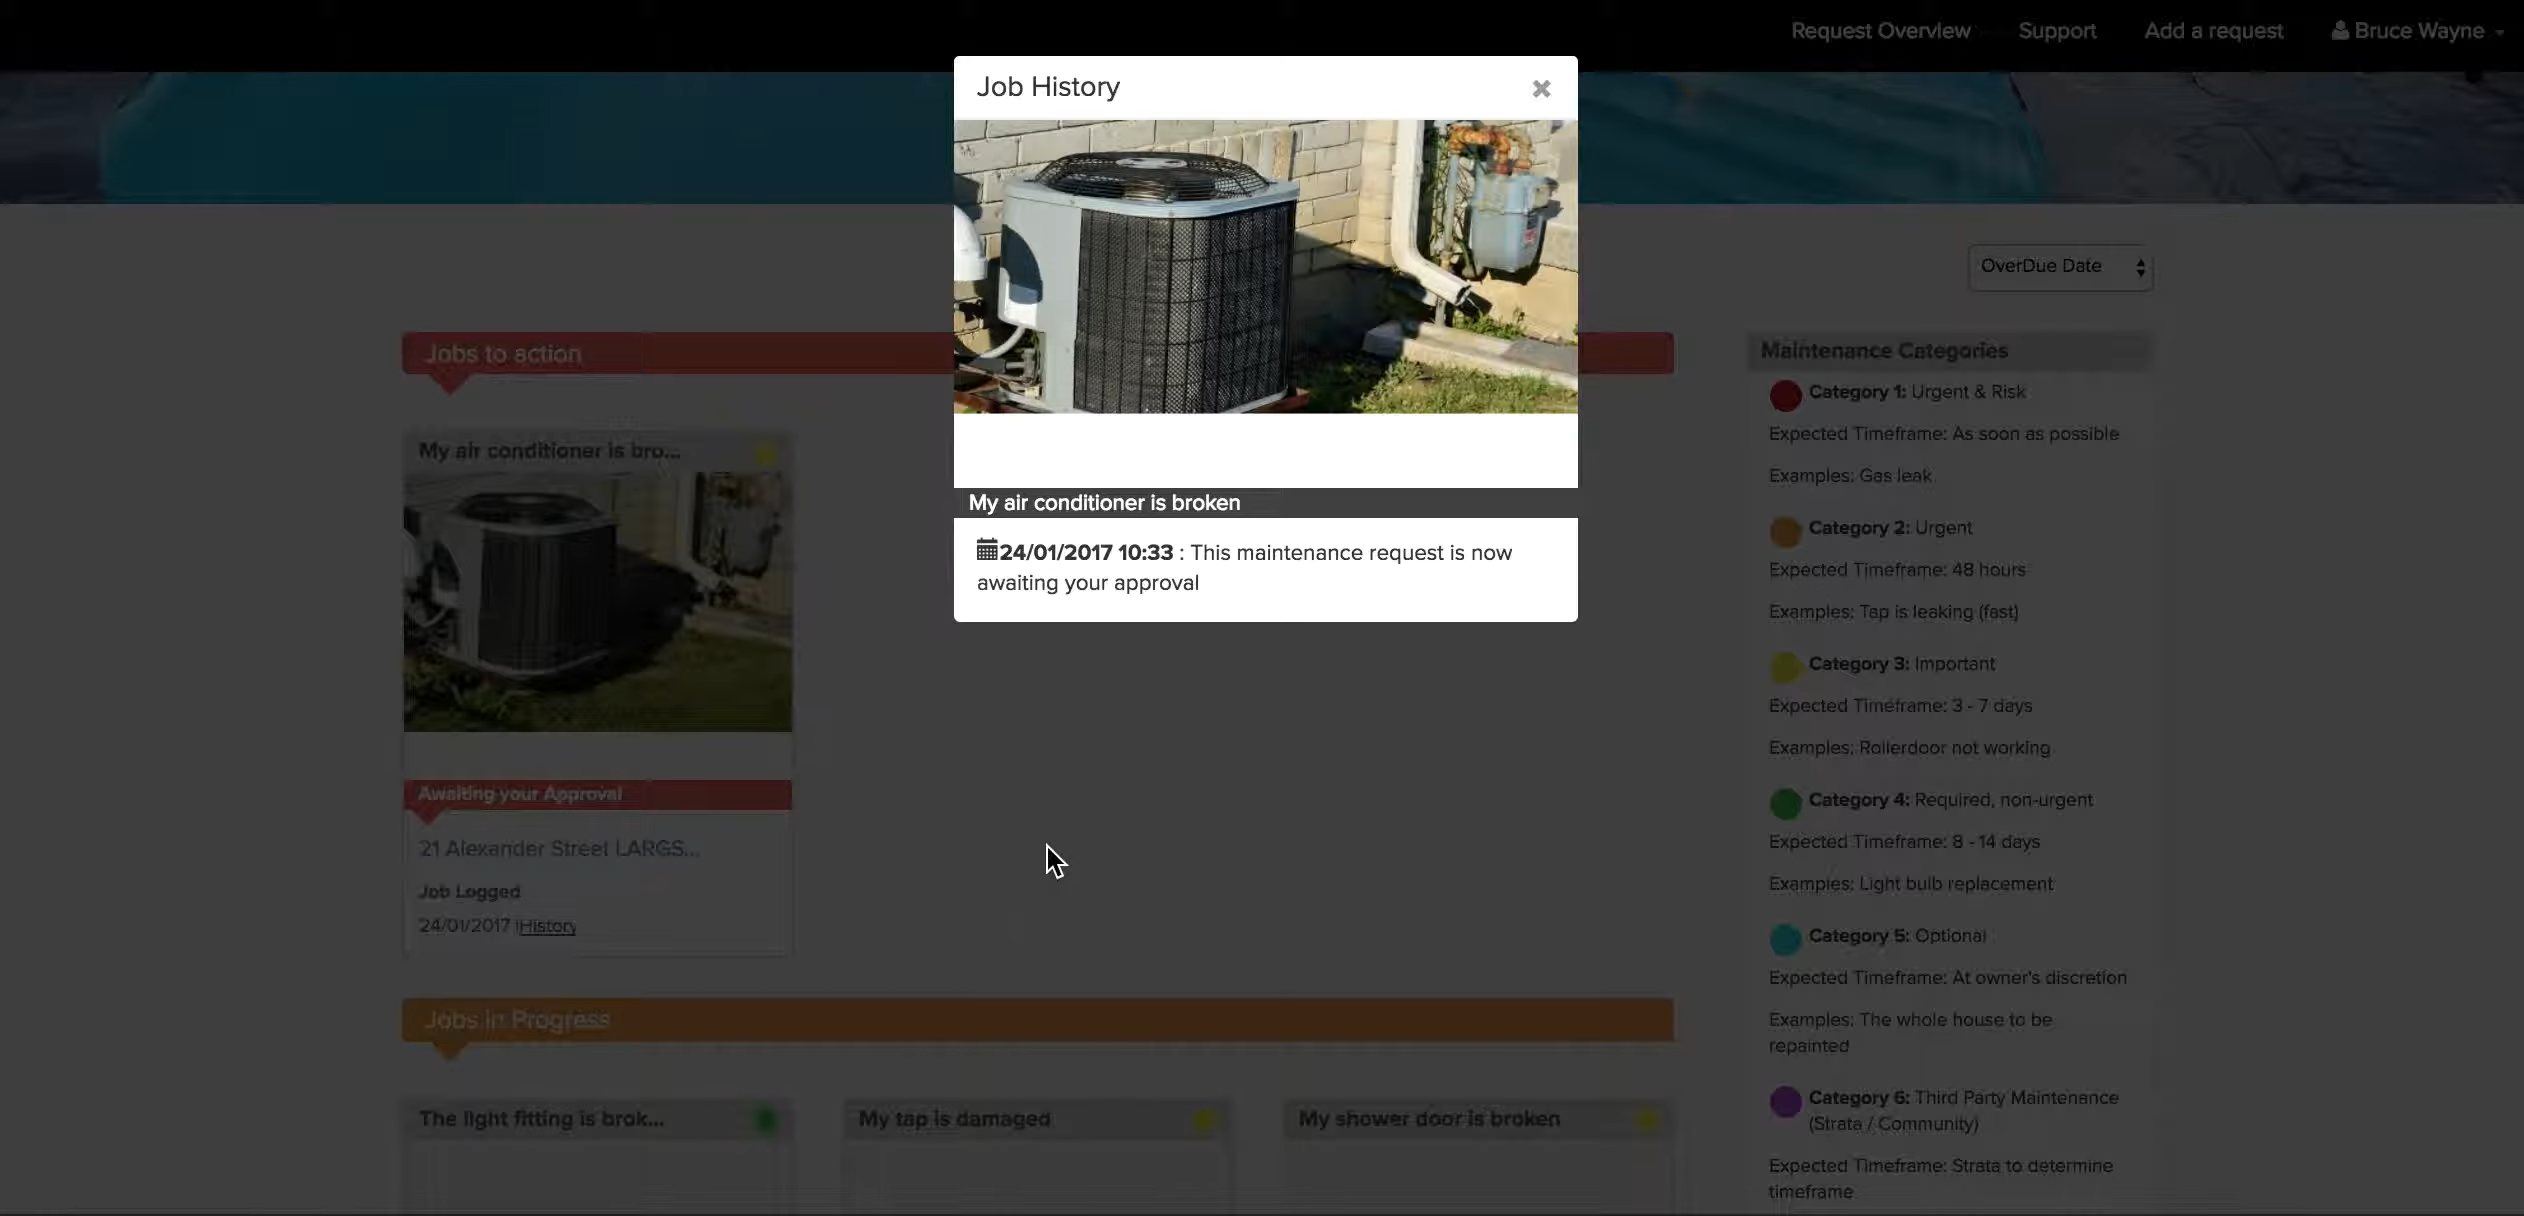 Request Overview Support Add a request Bruce Wayne
Job History
OverDue Date
Jobs to action
My air conditioner is bro...
My air conditioner is broken
24/01/2017 10:33 : This maintenance request is now
awaiting your approval
Awaiting your Approval
21 Alexander Street LARGS...
Job Logged
24/01/2017 |History
Jobs in Progress
The light fitting is brok...
My tap is damaged
My shower door is broken
Maintenance Categories
Category 1: Urgent & Risk
Expected Timeframe: As soon as possible
Examples: Gas leak
Category 2: Urgent
Expected Timeframe: 48 hours
Examples: Tap is leaking (fast)
Category 3: Important
Expected Timeframe: 3 - 7 days
Examples: Rollerdoor not working
Category 4: Required, non-urgent
Expected Timeframe: 8 - 14 days
Examples: Light bulb replacement
Category 5: Optional
Expected Timeframe: At owner's discretion
Examples: The whole house to be
repainted
Category 6: Third Party Maintenance
(Strata / Community)
Expected Timeframe: Strata to determine
timeframe